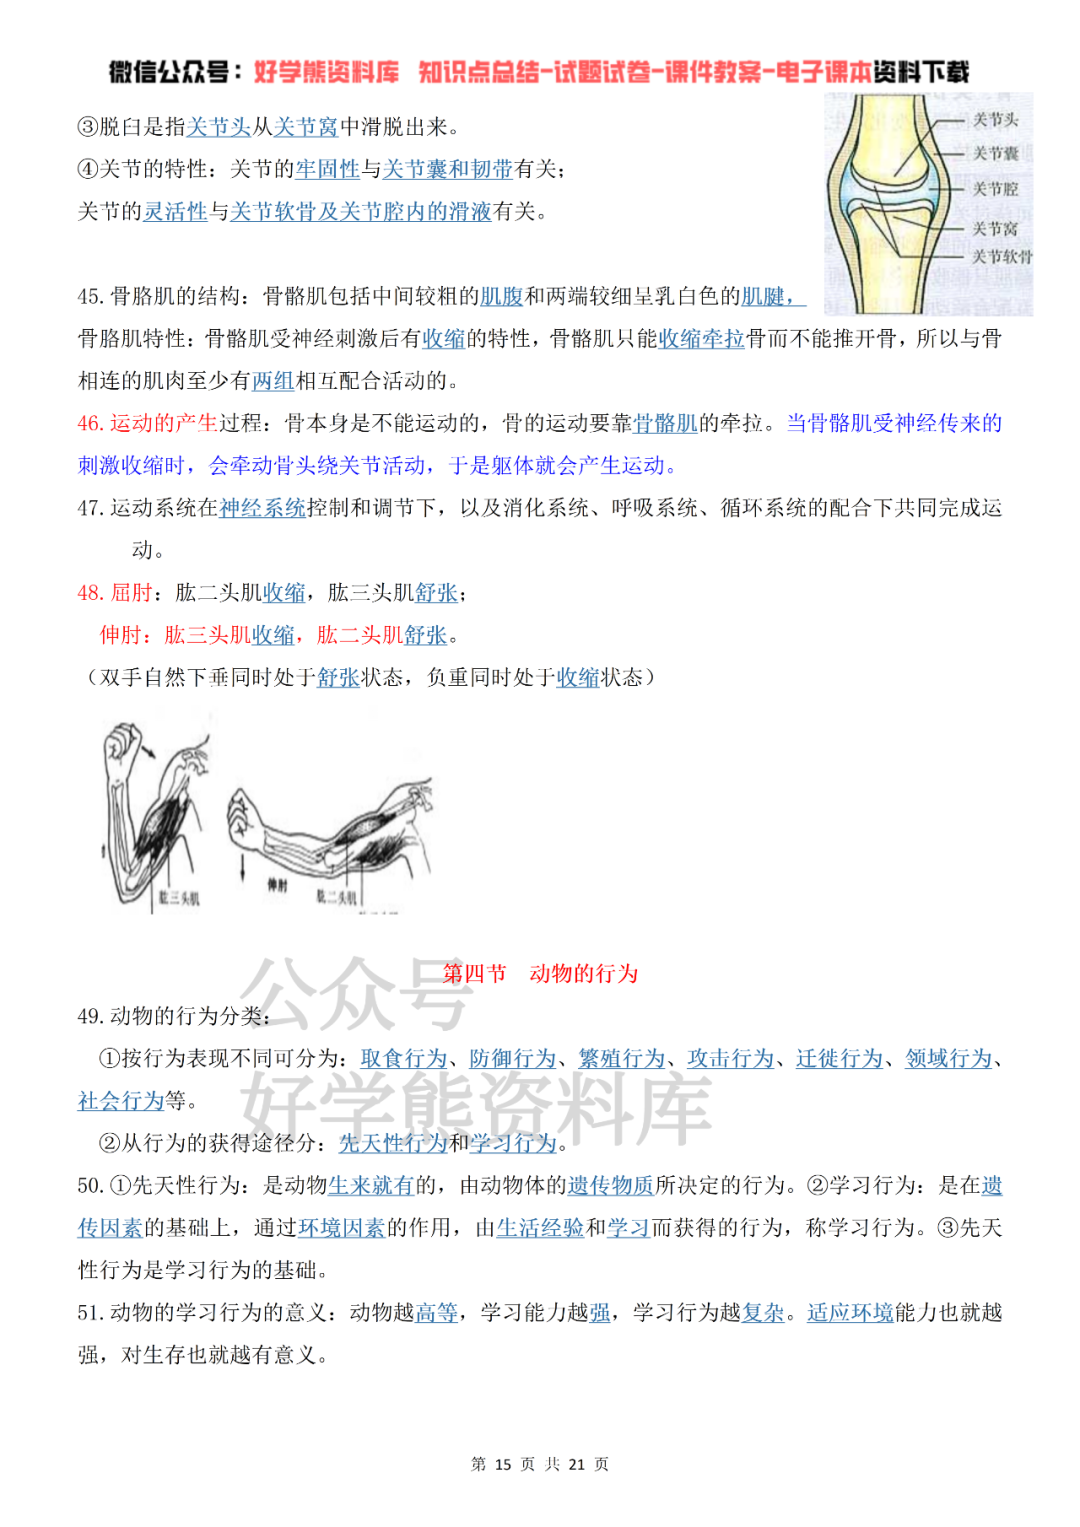 微信公众号：好学熊资料库 知识点总结-试题试卷-课件教案-电子课本资料下载
③脱臼是指关节头从关节窝中滑脱出来。
④关节的特性：关节的牢固性与关节囊和韧带有关；
关节的灵活性与关节软骨及关节腔内的滑液有关。
关节头
关节囊
关节腔
关节窝
关节软骨
45.骨胳肌的结构：骨骼肌包括中间较粗的肌腹和两端较细呈乳白色的肌腱，
骨胳肌特性：骨骼肌受神经刺激后有收缩的特性，骨骼肌只能收缩牵拉骨而不能推开骨，所以与骨
相连的肌肉至少有两组相互配合活动的。
46.运动的产生过程：骨本身是不能运动的，骨的运动要靠骨骼肌的牵拉。当骨骼肌受神经传来的
刺激收缩时，会牵动骨头绕关节活动，于是躯体就会产生运动。
47.运动系统在神经系统控制和调节下，以及消化系统、呼吸系统、循环系统的配合下共同完成运
动。
48.屈肘：肱二头肌收缩，肱三头肌舒张；
伸肘：肱三头肌收缩，肱二头肌舒张。
（双手自然下垂同时处于舒张状态，负重同时处于收缩状态）
肱三头肌
伸肘
肱二头肌
公众号
好学熊资料库
第四节 动物的行为
49.动物的行为分类：
①按行为表现不同可分为：取食行为、防御行为、繁殖行为、攻击行为、迁徙行为、领域行为、
社会行为等。
②从行为的获得途径分：先天性行为和学习行为。
50.①先天性行为：是动物生来就有的，由动物体的遗传物质所决定的行为。②学习行为：是在遗
传因素的基础上，通过环境因素的作用，由生活经验和学习而获得的行为，称学习行为。③先天
性行为是学习行为的基础。
51.动物的学习行为的意义：动物越高等，学习能力越强，学习行为越复杂。适应环境能力也就越
强，对生存也就越有意义。
第 15 页 共 21 页